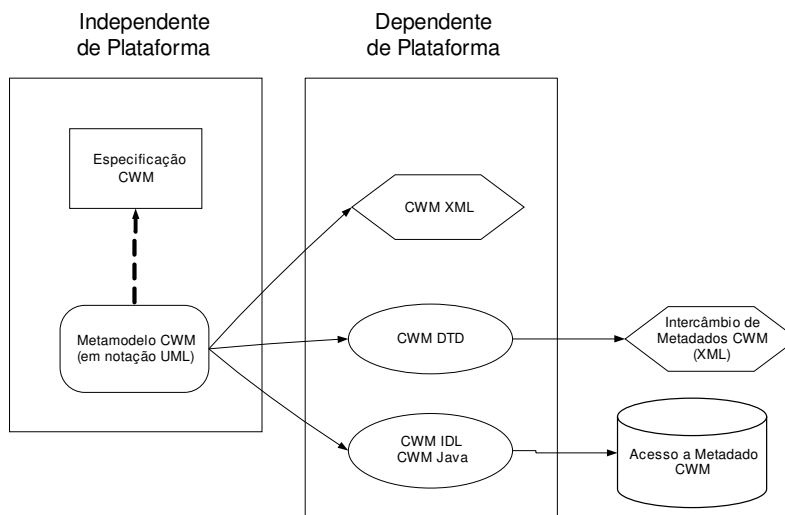 Independente
de Plataforma
Dependente
de Plataforma
Especificação
CWM
CWM XML
Metamodelo CWM
(em notação UML)
CWM DTD
Intercâmbio de
Metadados CWM
(XML)
CWM IDL
CWM Java
Acesso a Metadado
CWM